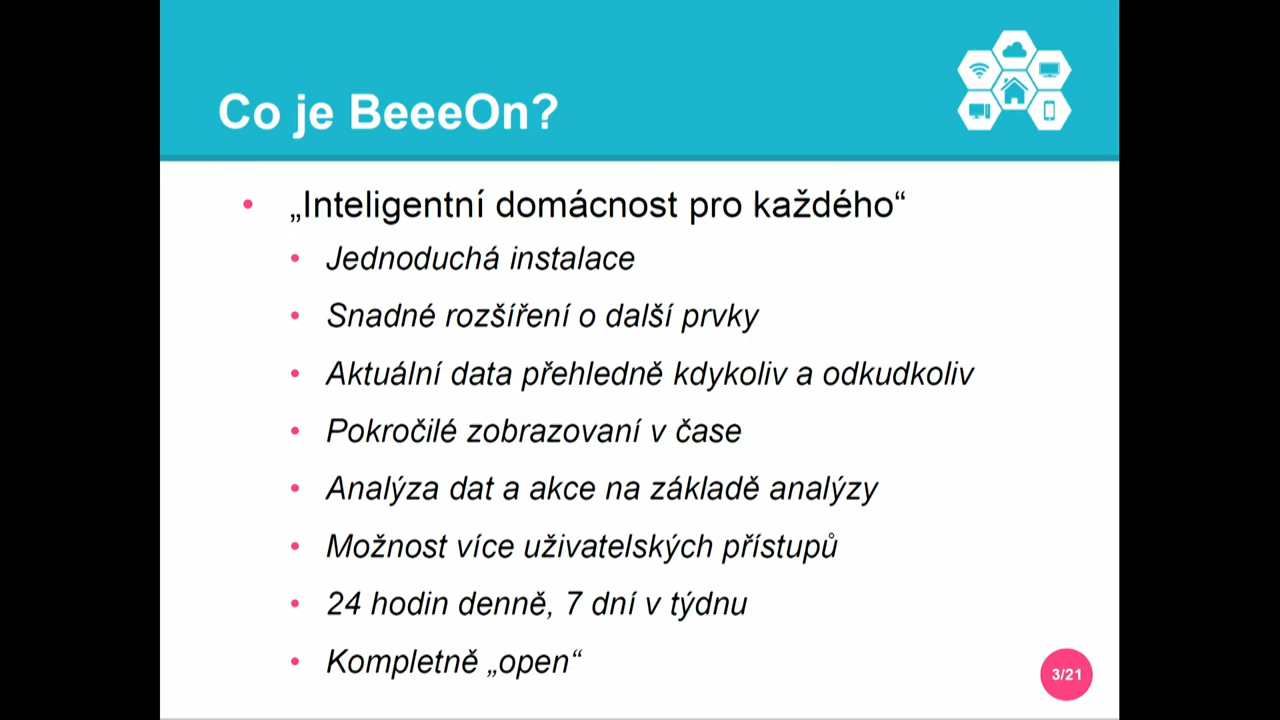 Co je BeeeOn?
„Inteligentní domácnost pro každého“
Jednoduchá instalace
Snadné rozšíření o další prvky
Aktuální data přehledně kdykoliv a odkudkoliv
Pokročilé zobrazovaní v čase
Analýza dat a akce na základě analýzy
Možnost více uživatelských přístupů
24 hodin denně, 7 dní v týdnu
Kompletně „open“
3/21